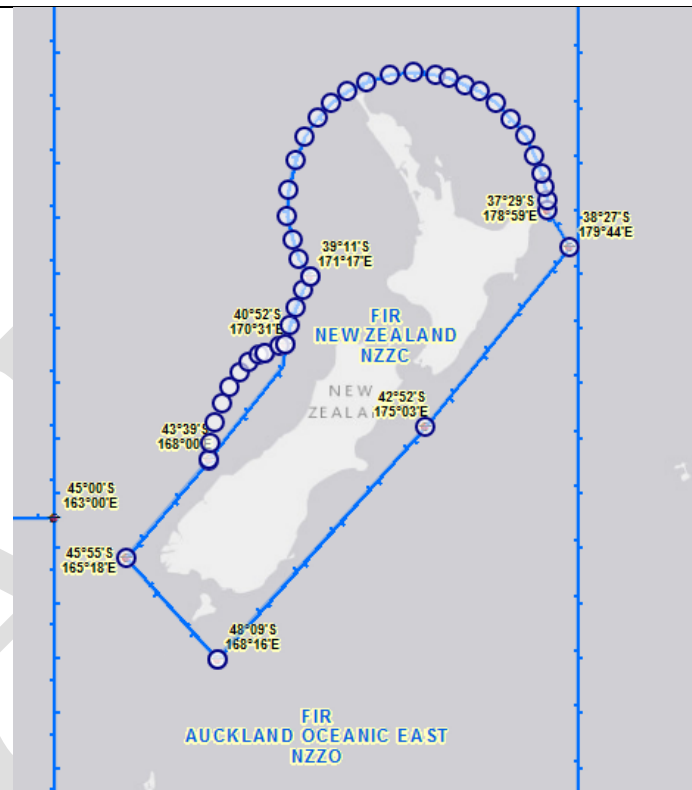 37°29'S
178°59'E
38°27'S
179°44'E
39°11'S
171°17'E
40°52'S
170°31'E
FIR
NEW ZEALAND
NZZC
NEW
ZEALA
42°52'S
175°03'E
43°39'S
168°00'E
45°00'S
163°00'E
45°55'S
165°18'E
48°09'S
168°16'E
FIR
AUCKLAND OCEANIC EAST
NZZO